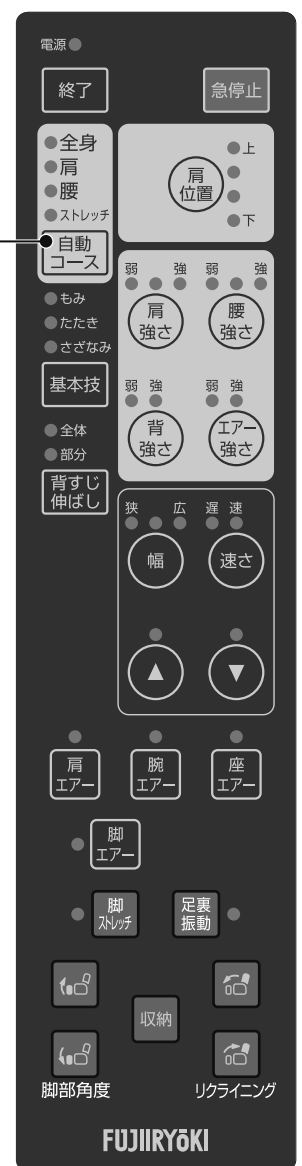 電源
終了
急停止
全身
肩
腰
ストレッチ
自動
コース
上
肩
位置
下
もみ
たたき
さざなみ
基本技
弱 強
肩
強さ
弱 強
腰
強さ
弱 強
背
強さ
弱 強
エアー
強さ
全体
部分
背すじ
伸ばし
狭 広
幅
遅 速
速さ
▲
▼
肩
エアー
腕
エアー
座
エアー
脚
エアー
脚
ストレッチ
足裏
振動
収納
脚部角度
リクライニング
FUJIIRYŌKI